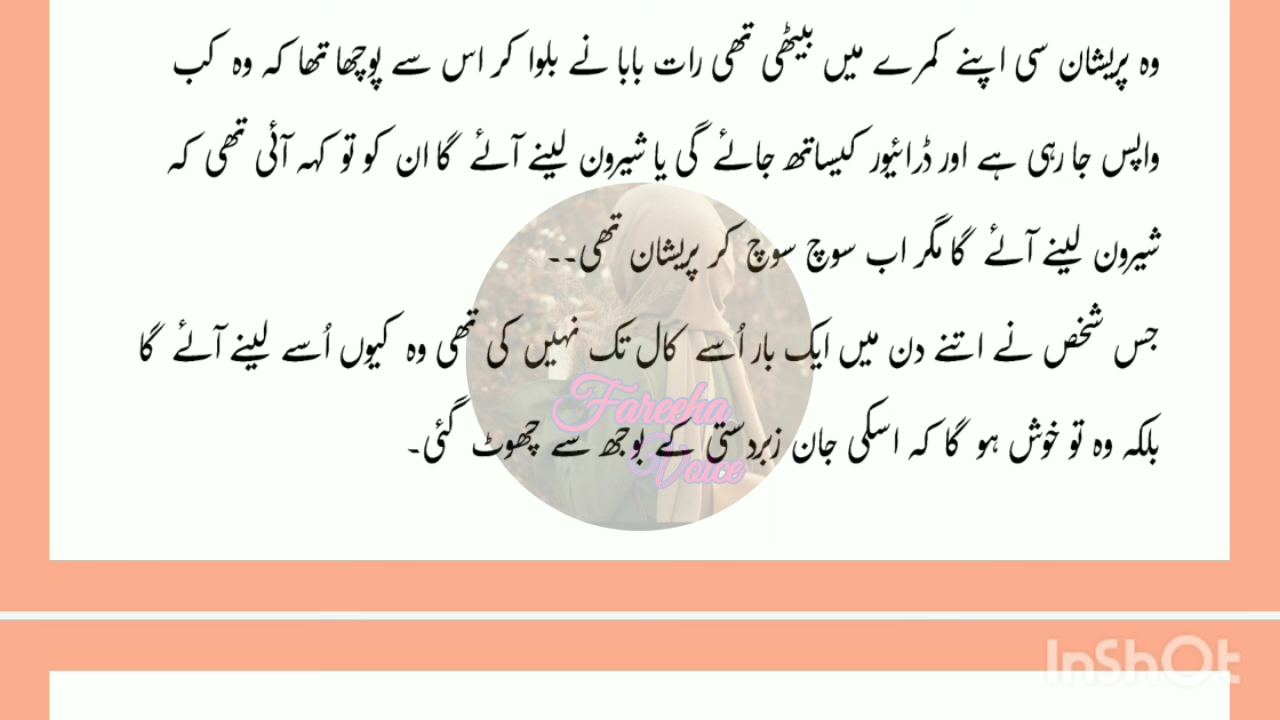 وہ پریشان سی اپنے کمرے میں بیٹھی تھی رات بابا نے بلوا کر اس سے پوچھا تھا کہ وہ کب
واپس جا رہی ہے اور ڈرائیور کیساتھ جائے گی یا شیرون لینے آئے گا ان کو تو کہہ آئی تھی کہ
شیرون لینے آئے گا مگر اب سوچ سوچ کر پریشان تھی--
جس شخص نے اتنے دن میں ایک بار اُسے کال تک نہیں کی تھی وہ کیوں اُسے لینے آئے گا
بلکہ وہ تو خوش ہو گا کہ اسکی جان زبردستی کے بوجھ سے چھوٹ گئی۔
Fareeha
Voice
InShOt